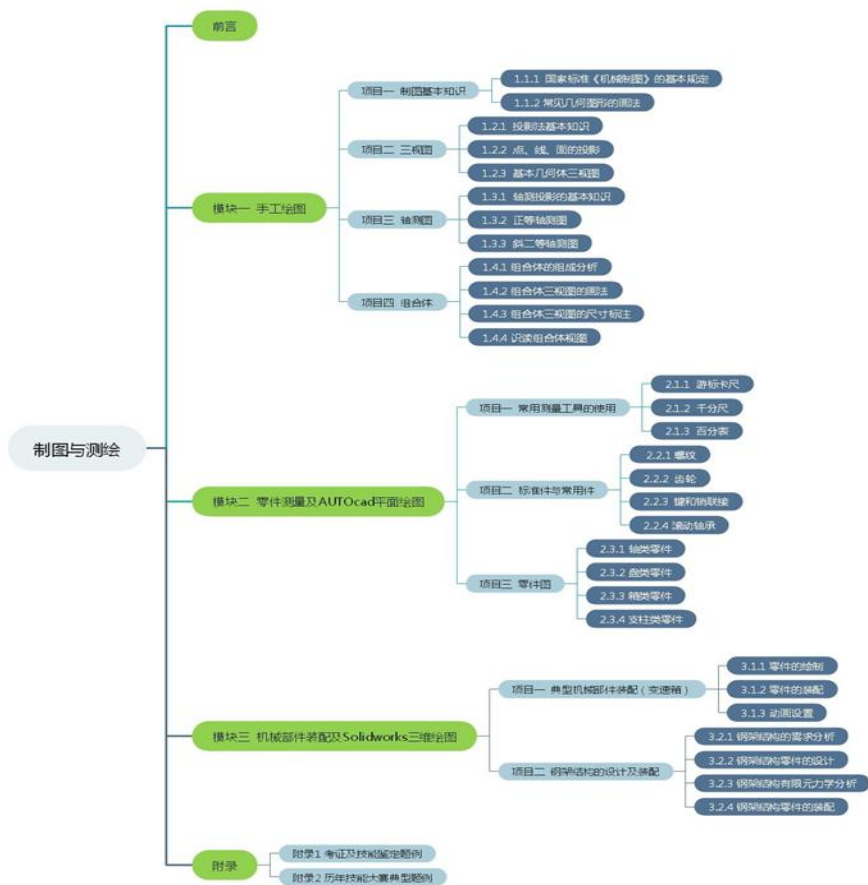 制图与测绘
前言
模块一 手工绘图
项目一 制图基本知识
1.1.1 国家标准《机械制图》的基本规定
1.1.2 常见几何图形的画法
项目二 三视图
1.2.1 投影法基本知识
1.2.2 点、线、面的投影
1.2.3 基本几何体三视图
项目三 轴测图
1.3.1 轴测投影的基本知识
1.3.2 正等轴测图
1.3.3 斜二等轴测图
项目四 组合体
1.4.1 组合体的组成分析
1.4.2 组合体三视图的画法
1.4.3 组合体三视图的尺寸标注
1.4.4 识读组合体视图
模块二 零件测量及AUTOcad平面绘图
项目一 常用测量工具的使用
2.1.1 游标卡尺
2.1.2 千分尺
2.1.3 百分表
项目二 标准件与常用件
2.2.1 螺纹
2.2.2 齿轮
2.2.3 键和销联接
2.2.4 滚动轴承
项目三 零件图
2.3.1 轴类零件
2.3.2 盘类零件
2.3.3 箱类零件
2.3.4 支柱类零件
模块三 机械部件装配及Solidworks三维绘图
项目一 典型机械部件装配（变速箱）
3.1.1 零件的绘制
3.1.2 零件的装配
3.1.3 动画设置
项目二 钢架结构的设计及装配
3.2.1 钢架结构的需求分析
3.2.2 钢架结构零件的设计
3.2.3 钢架结构有限元力学分析
3.2.4 钢架结构零件的装配
附录
附录1 考证及技能鉴定题例
附录2 历年技能大赛典型题例